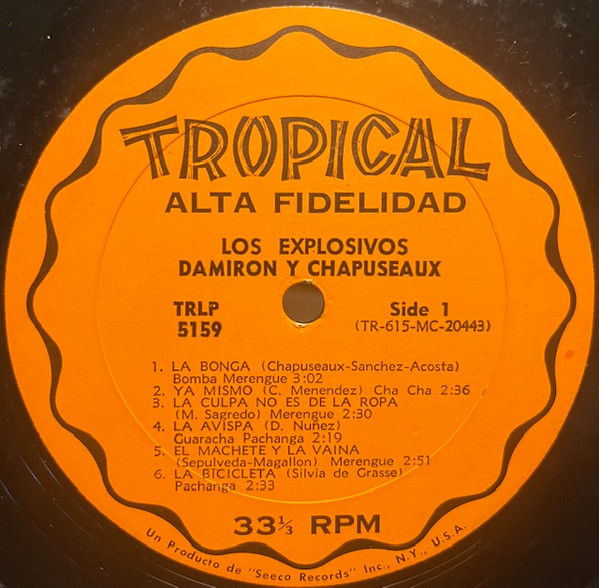 TROPICAL
ALTA FIDELIDAD
LOS EXPLOSIVOS
DAMIRON Y CHAPUSEAUX
TRLP
5159
Side 1
(TR-615-MC-20443)
1. LA BONGA (Chapuseaux-Sanchez-Acosta)
Bomba Merengue 3:02
2. YA MISMO (C. Menendez) Cha Cha 2:36
3. LA CULPA NO ES DE LA ROPA
(M. Sagredo) Merengue 2:30
4. LA AVISPA (D. Nuñez)
Guaracha Pachanga 2:19
5. EL MACHETE Y LA VAINA
(Sepulveda-Magallon) Merengue 2:51
6. LA BICICLETA (Silvia de Grasse)
Pachanga 2:33
33⅓ RPM
Un Producto de "Seeco Records" Inc., N.Y., U.S.A.